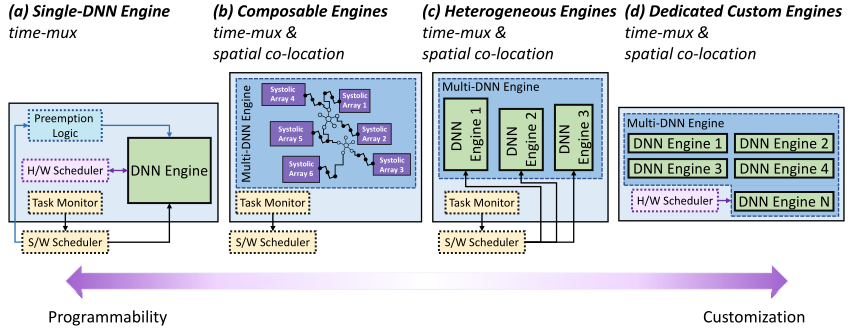 (a) Single-DNN Engine
time-mux
(b) Composable Engines
time-mux &
spatial co-location
(c) Heterogeneous Engines
time-mux &
spatial co-location
(d) Dedicated Custom Engines
time-mux &
spatial co-location
Preemption
Logic
H/W Scheduler
DNN Engine
Task Monitor
S/W Scheduler
Multi-DNN Engine
Systolic
Array 4
Systolic
Array 1
Systolic
Array 5
Systolic
Array 2
Systolic
Array 6
Systolic
Array 3
Task Monitor
S/W Scheduler
Multi-DNN Engine
DNN
Engine 1
DNN
Engine 2
DNN
Engine 3
Task Monitor
S/W Scheduler
Multi-DNN Engine
DNN Engine 1
DNN Engine 2
DNN Engine 3
DNN Engine 4
H/W Scheduler
DNN Engine N
Programmability
Customization